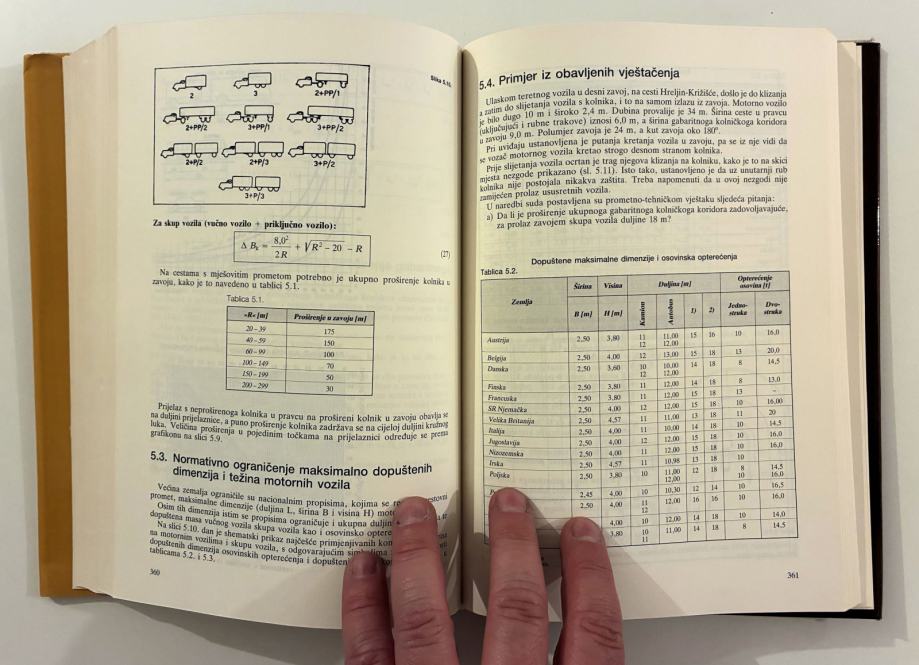 Slika 5.10.
2
3
2+PP/1
2+PP/2
3+PP/1
3+PP/2
2+P/2
2+P/3
3+P/2
3+P/3
Za skup vozila (vučno vozilo + priključno vozilo):
Δ Bₛ = 8,0² / 2 R + √R² − 20 − R
(27)
Na cestama s mješovitim prometom potrebno je ukupno proširenje kolnika u
zavoju, kako je to navedeno u tablici 5.1.
Tablica 5.1.
»R« [m] Proširenje u zavoju [m]
20 – 39 175
40 – 59 150
60 – 99 100
100 – 149 70
150 – 199 50
200 – 299 30
Prijelaz s neproširenoga kolnika u pravcu na prošireni kolnik u zavoju obavlja se
na duljini prijelaznice, a puno proširenje kolnika zadržava se na cijeloj duljini kružnog
luka. Veličina proširenja u pojedinim točkama na prijelaznici određuje se prema
grafikonu na slici 5.9.
5.3. Normativno ograničenje maksimalno dopuštenih
dimenzija i težina motornih vozila
Većina zemalja ograničile su nacionalnim propisima, kojima se cestovni
promet, maksimalne dimenzije (duljina L, širina B i visina H)
Osim tih dimenzija istim se propisima ograničuje i ukupna
dopuštena masa vučnog vozila skupa vozila kao i osovinsko
Na slici 5.10. dan je shematski prikaz najčešće primjenjivanih
na motornim vozilima i skupu vozila, s odgovarajućim
dopuštenih dimenzija osovinskih opterećenja i
tablicama 5.2. i 5.3.
360
5.4. Primjer iz obavljenih vještačenja
Ulaskom teretnog vozila u desni zavoj, na cesti Hreljin-Križišće, došlo je do klizanja
a zatim do slijetanja vozila s kolnika, i to na samom izlazu iz zavoja. Motorno vozilo
je bilo dugo 10 m i široko 2,4 m. Dubina provalije je 34 m. Širina ceste u pravcu
(uključujući i rubne trakove) iznosi 6,0 m, a širina gabaritnoga kolničkoga koridora
u zavoju 9,0 m. Polumjer zavoja je 24 m, a kut zavoja oko 180°.
Pri uviđaju ustanovljena je putanja kretanja vozila u zavoju, pa se iz nje vidi da
se vozač motornog vozila kretao strogo desnom stranom kolnika.
Prije slijetanja vozila ocrtan je trag njegova klizanja na kolniku, kako je to na skici
mjesta nezgode prikazano (sl. 5.11). Isto tako, ustanovljeno je da uz unutarnji rub
kolnika nije postojala nikakva zaštita. Treba napomenuti da u ovoj nezgodi nije
zamijećen prolaz ususretnih vozila.
U naredbi suda postavljena su prometno-tehničkom vještaku sljedeća pitanja:
a) Da li je proširenje ukupnoga gabaritnoga kolničkoga koridora zadovoljavajuće,
za prolaz zavojem skupa vozila duljine 18 m?
Dopuštene maksimalne dimenzije i osovinska opterećenja
Tablica 5.2.
Zemlja Širina Visina Duljina [m] Opterećenje osovina [t]
B [m] H [m] Kamion Autobus 1) 2) Jedno-struka Dvo-struka
Austrija 2,50 3,80 11 11,00 15 16 10 16,0
12 12,00
Belgija 2,50 4,00 12 13,00 15 18 13 20,0
Danska 2,50 3,60 10 10,00 14 18 8 14,5
12 12,00
Finska 2,50 3,80 11 12,00 14 18 8 13,0
Francuska 2,50 3,80 11 12,00 15 18 13 –
SR Njemačka 2,50 4,00 12 12,00 15 18 10 16,00
Velika Britanija 2,50 4,57 11 11,00 13 18 11 20
Italija 2,50 4,00 11 10,00 14 18 10 14,5
Jugoslavija 2,50 4,00 12 12,00 15 18 10 16,0
Nizozemska 2,50 4,00 11 12,00 15 18 10 16,0
Irska 2,50 4,57 11 10,98 13 18 10
Poljska 2,50 3,80 10 11,00 12 18 8 14,5
12,00 10 16,0
2,45 4,00 10 10,30 12 14 10 16,5
2,50 4,00 11 12,00 16 16 10 16,0
12
4,00 10 12,00 14 18 10 14,0
3,80 10 11,00 14 18 8 14,5
11
361